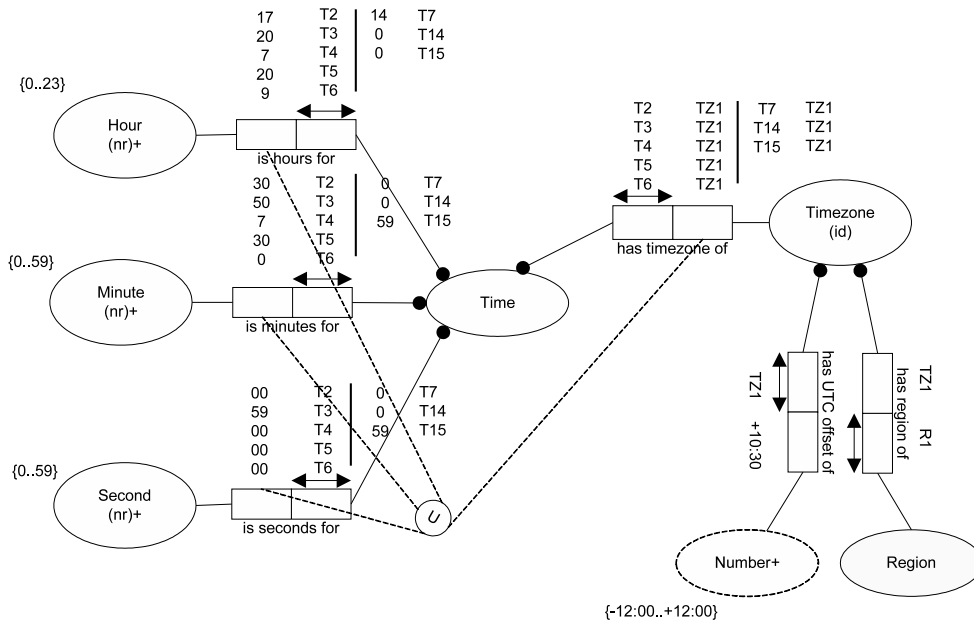 17 T2 14 T7
20 T3 0 T14
7 T4 0 T15
20 T5
9 T6
{0..23}
Hour
(nr)+
is hours for
T2 TZ1 T7 TZ1
T3 TZ1 T14 TZ1
T4 TZ1 T15 TZ1
T5 TZ1
T6 TZ1
has timezone of
Timezone
(id)
30 T2 0 T7
50 T3 0 T14
7 T4 59 T15
30 T5
0 T6
{0..59}
Minute
(nr)+
is minutes for
Time
00 T2 0 T7
59 T3 0 T14
00 T4 59 T15
00 T5
00 T6
{0..59}
Second
(nr)+
is seconds for
U
TZ1 +10:30
has UTC offset of
has region of
TZ1 R1
Number+
Region
{-12:00..+12:00}